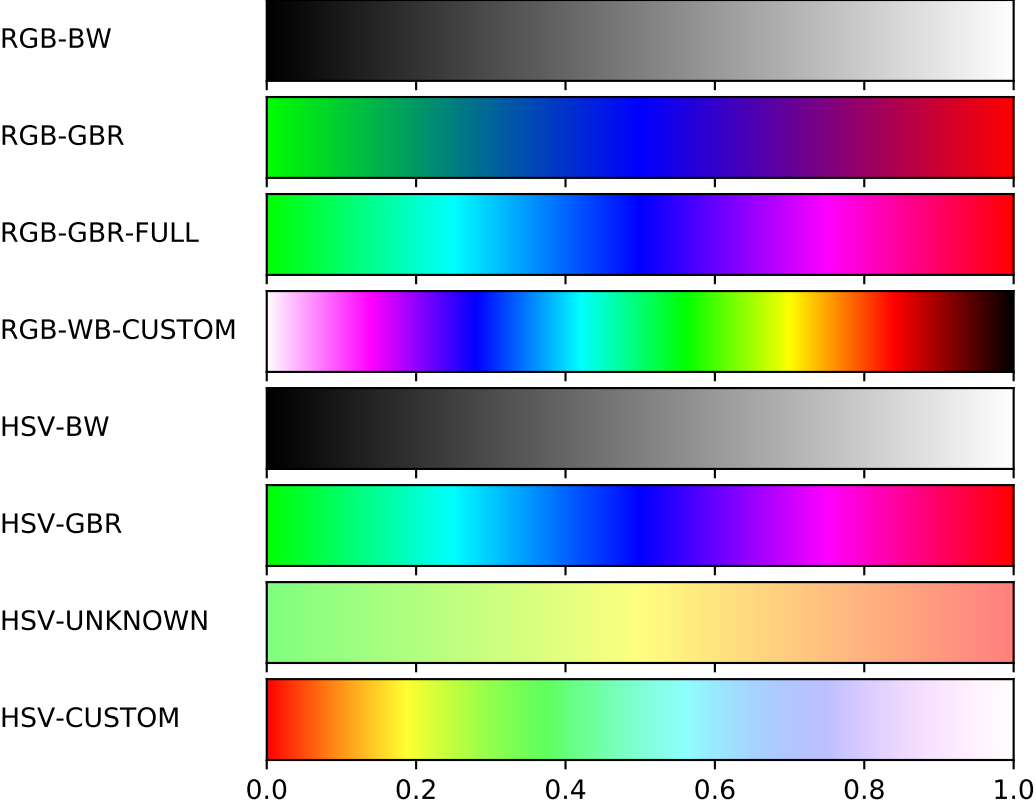 RGB-BW
RGB-GBR
RGB-GBR-FULL
RGB-WB-CUSTOM
HSV-BW
HSV-GBR
HSV-UNKNOWN
HSV-CUSTOM
0.0 0.2 0.4 0.6 0.8 1.0